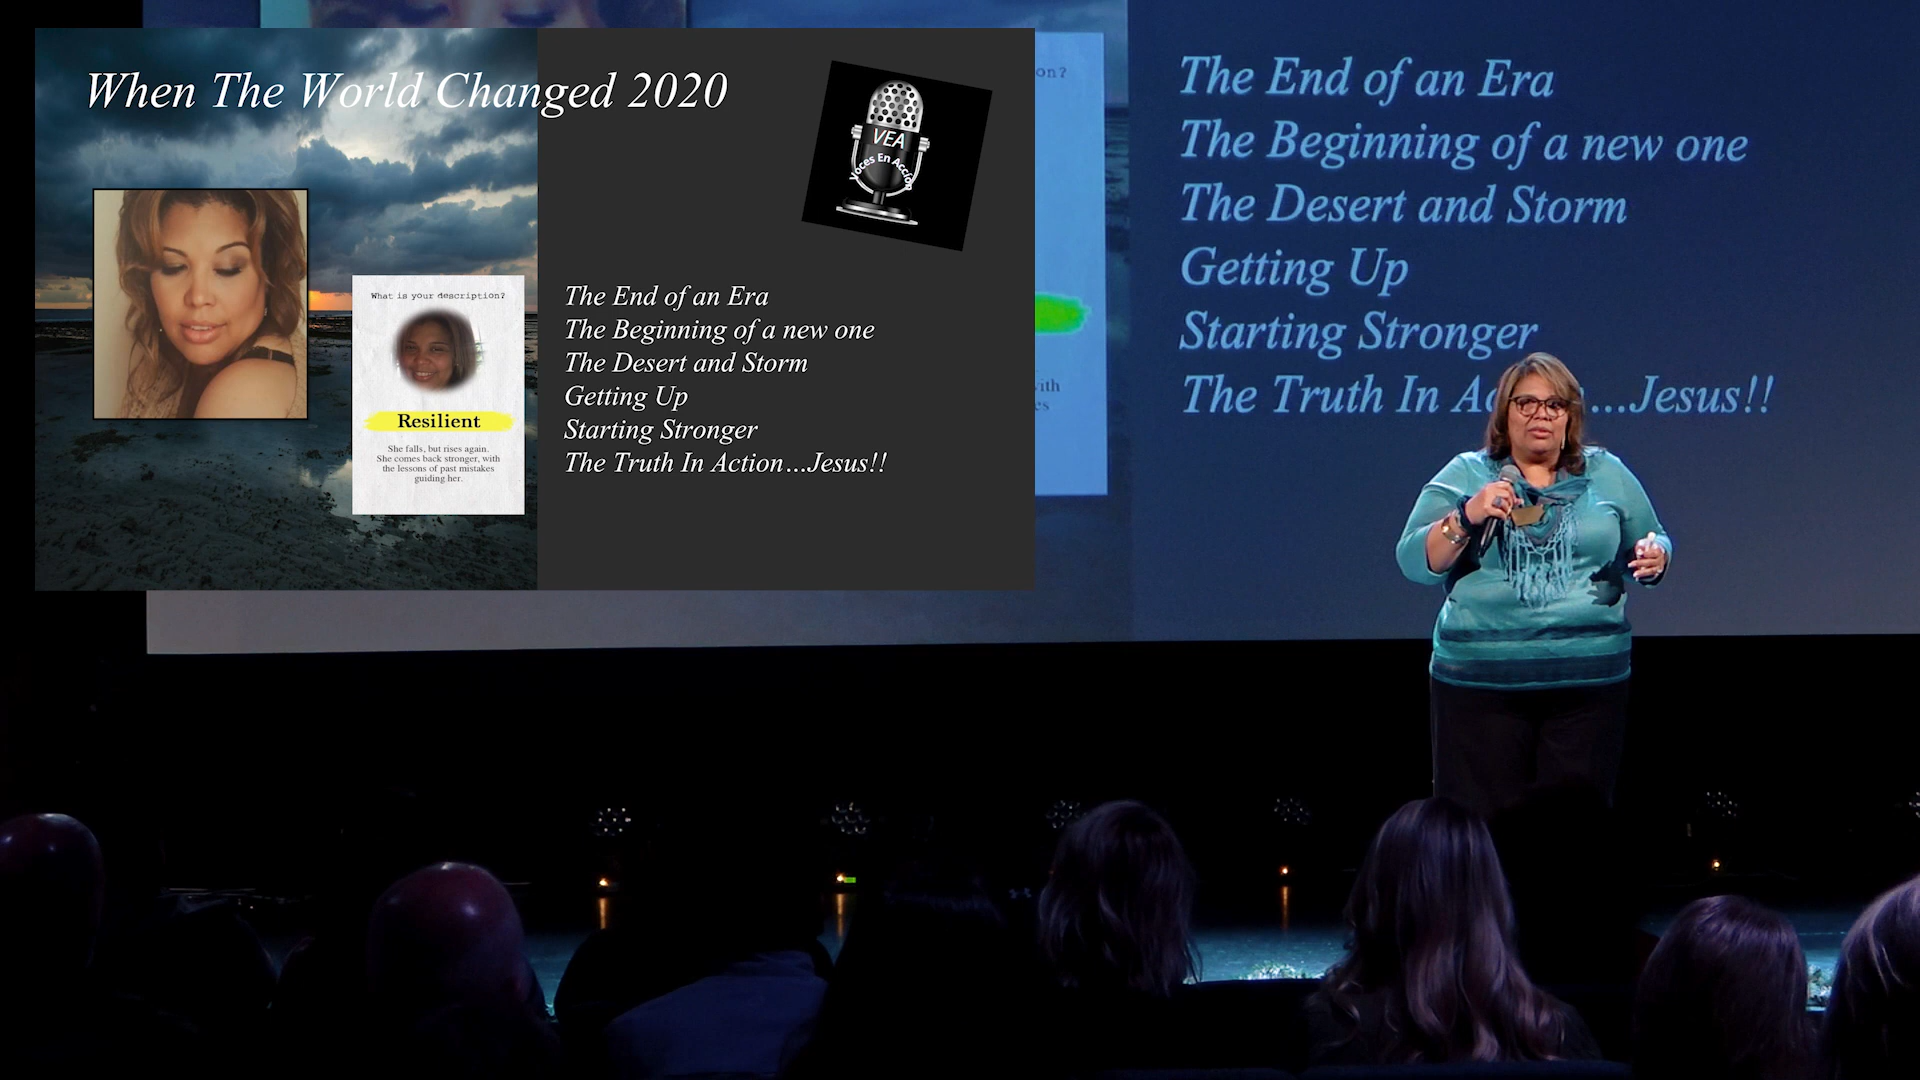 When The World Changed 2020
VEA
Voces En Acción
What is your description?
Resilient
She falls, but rises again.
She comes back stronger, with
the lessons of past mistakes
guiding her.
The End of an Era
The Beginning of a new one
The Desert and Storm
Getting Up
Starting Stronger
The Truth In Action...Jesus!!
on?
with
es
The End of an Era
The Beginning of a new one
The Desert and Storm
Getting Up
Starting Stronger
The Truth In Ac n...Jesus!!